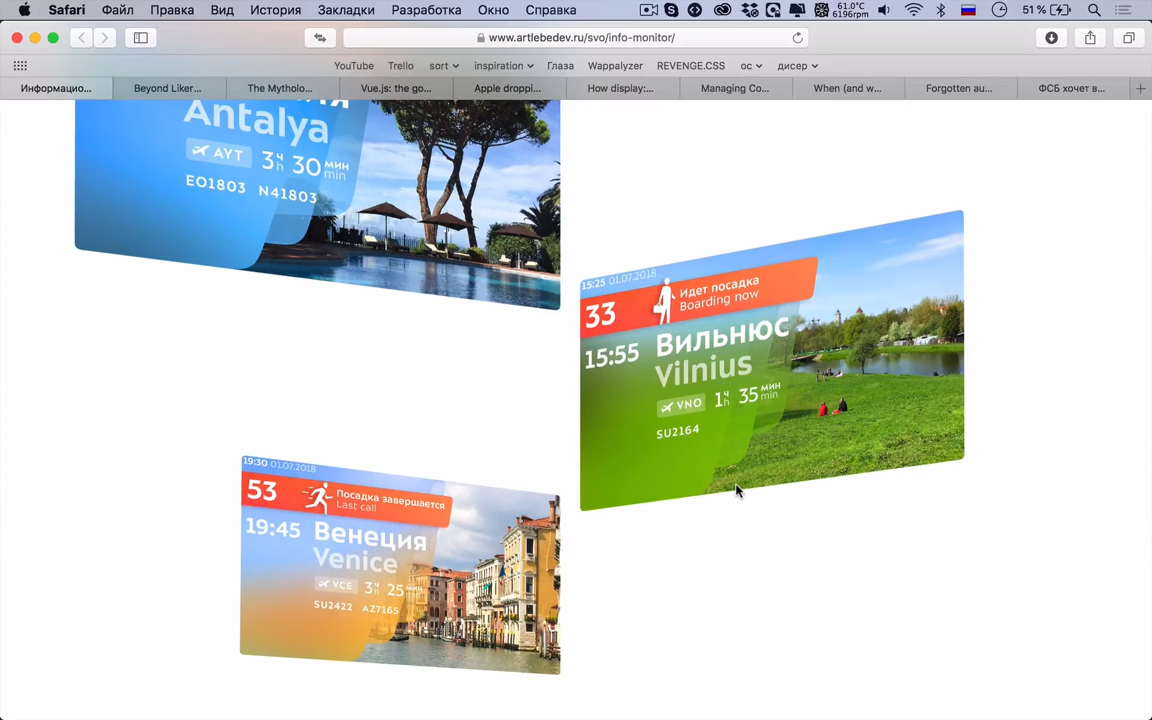 Safari Файл Правка Вид История Закладки Разработка Окно Справка 61.0°C 6196rpm 51 %
www.artlebedev.ru/svo/info-monitor/
YouTube Trello sort inspiration Глаза Wappalyzer REVENGE.CSS ос дисер
Информацио... Beyond Liker... The Mytholo... Vue.js: the go... Apple droppi... How display:... Managing Co... When (and w... Forgotten au... ФСБ хочет в...
Antalya
AYT 3 ч h 30 мин min
EO1803 N41803
15:25 01.07.2018
33 Идет посадка
Boarding now
15:55 Вильнюс
Vilnius
VNO 1 ч h 35 мин min
SU2164
19:30 01.07.2018
53 Посадка завершается
Last call
19:45 Венеция
Venice
VCE 3 ч h 25
SU2422 AZ7165